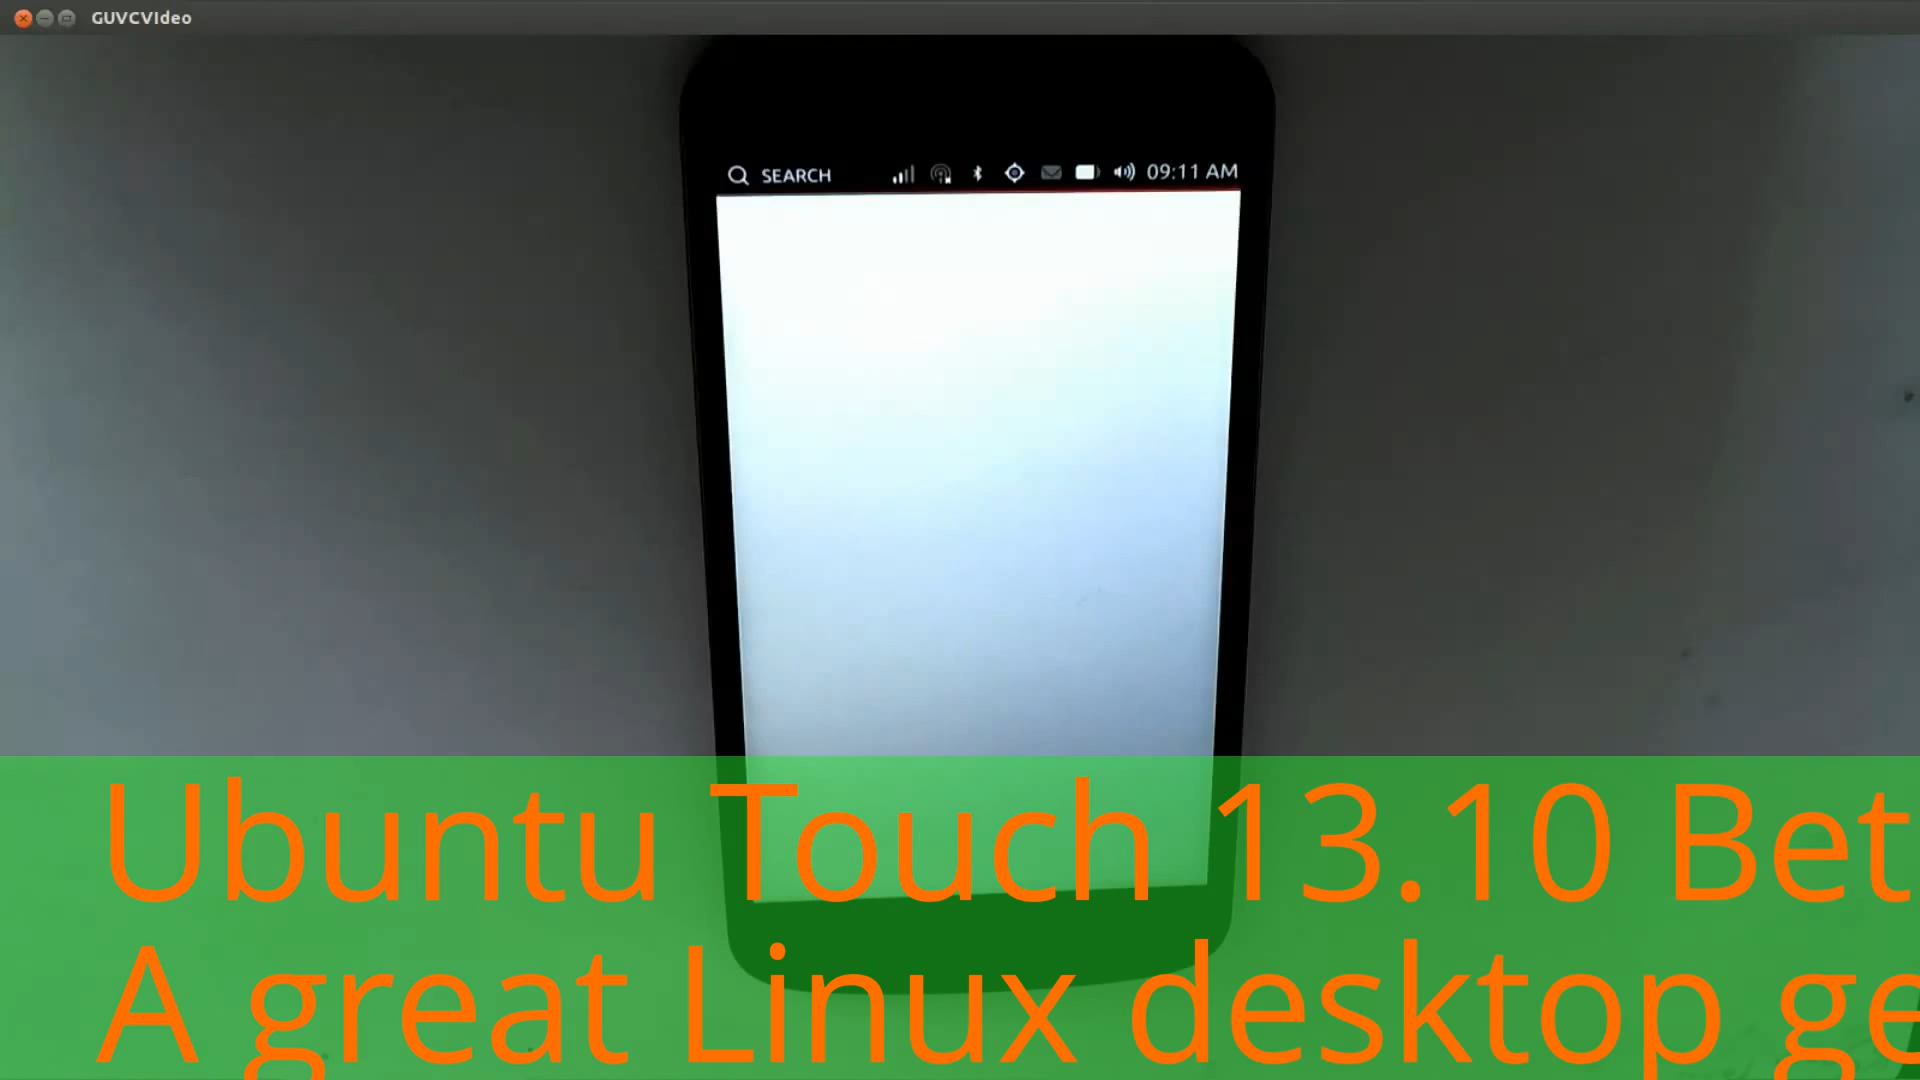 GUVCVideo
SEARCH 09:11 AM
Ubuntu Touch 13.10 Bet
A great Linux desktop ge